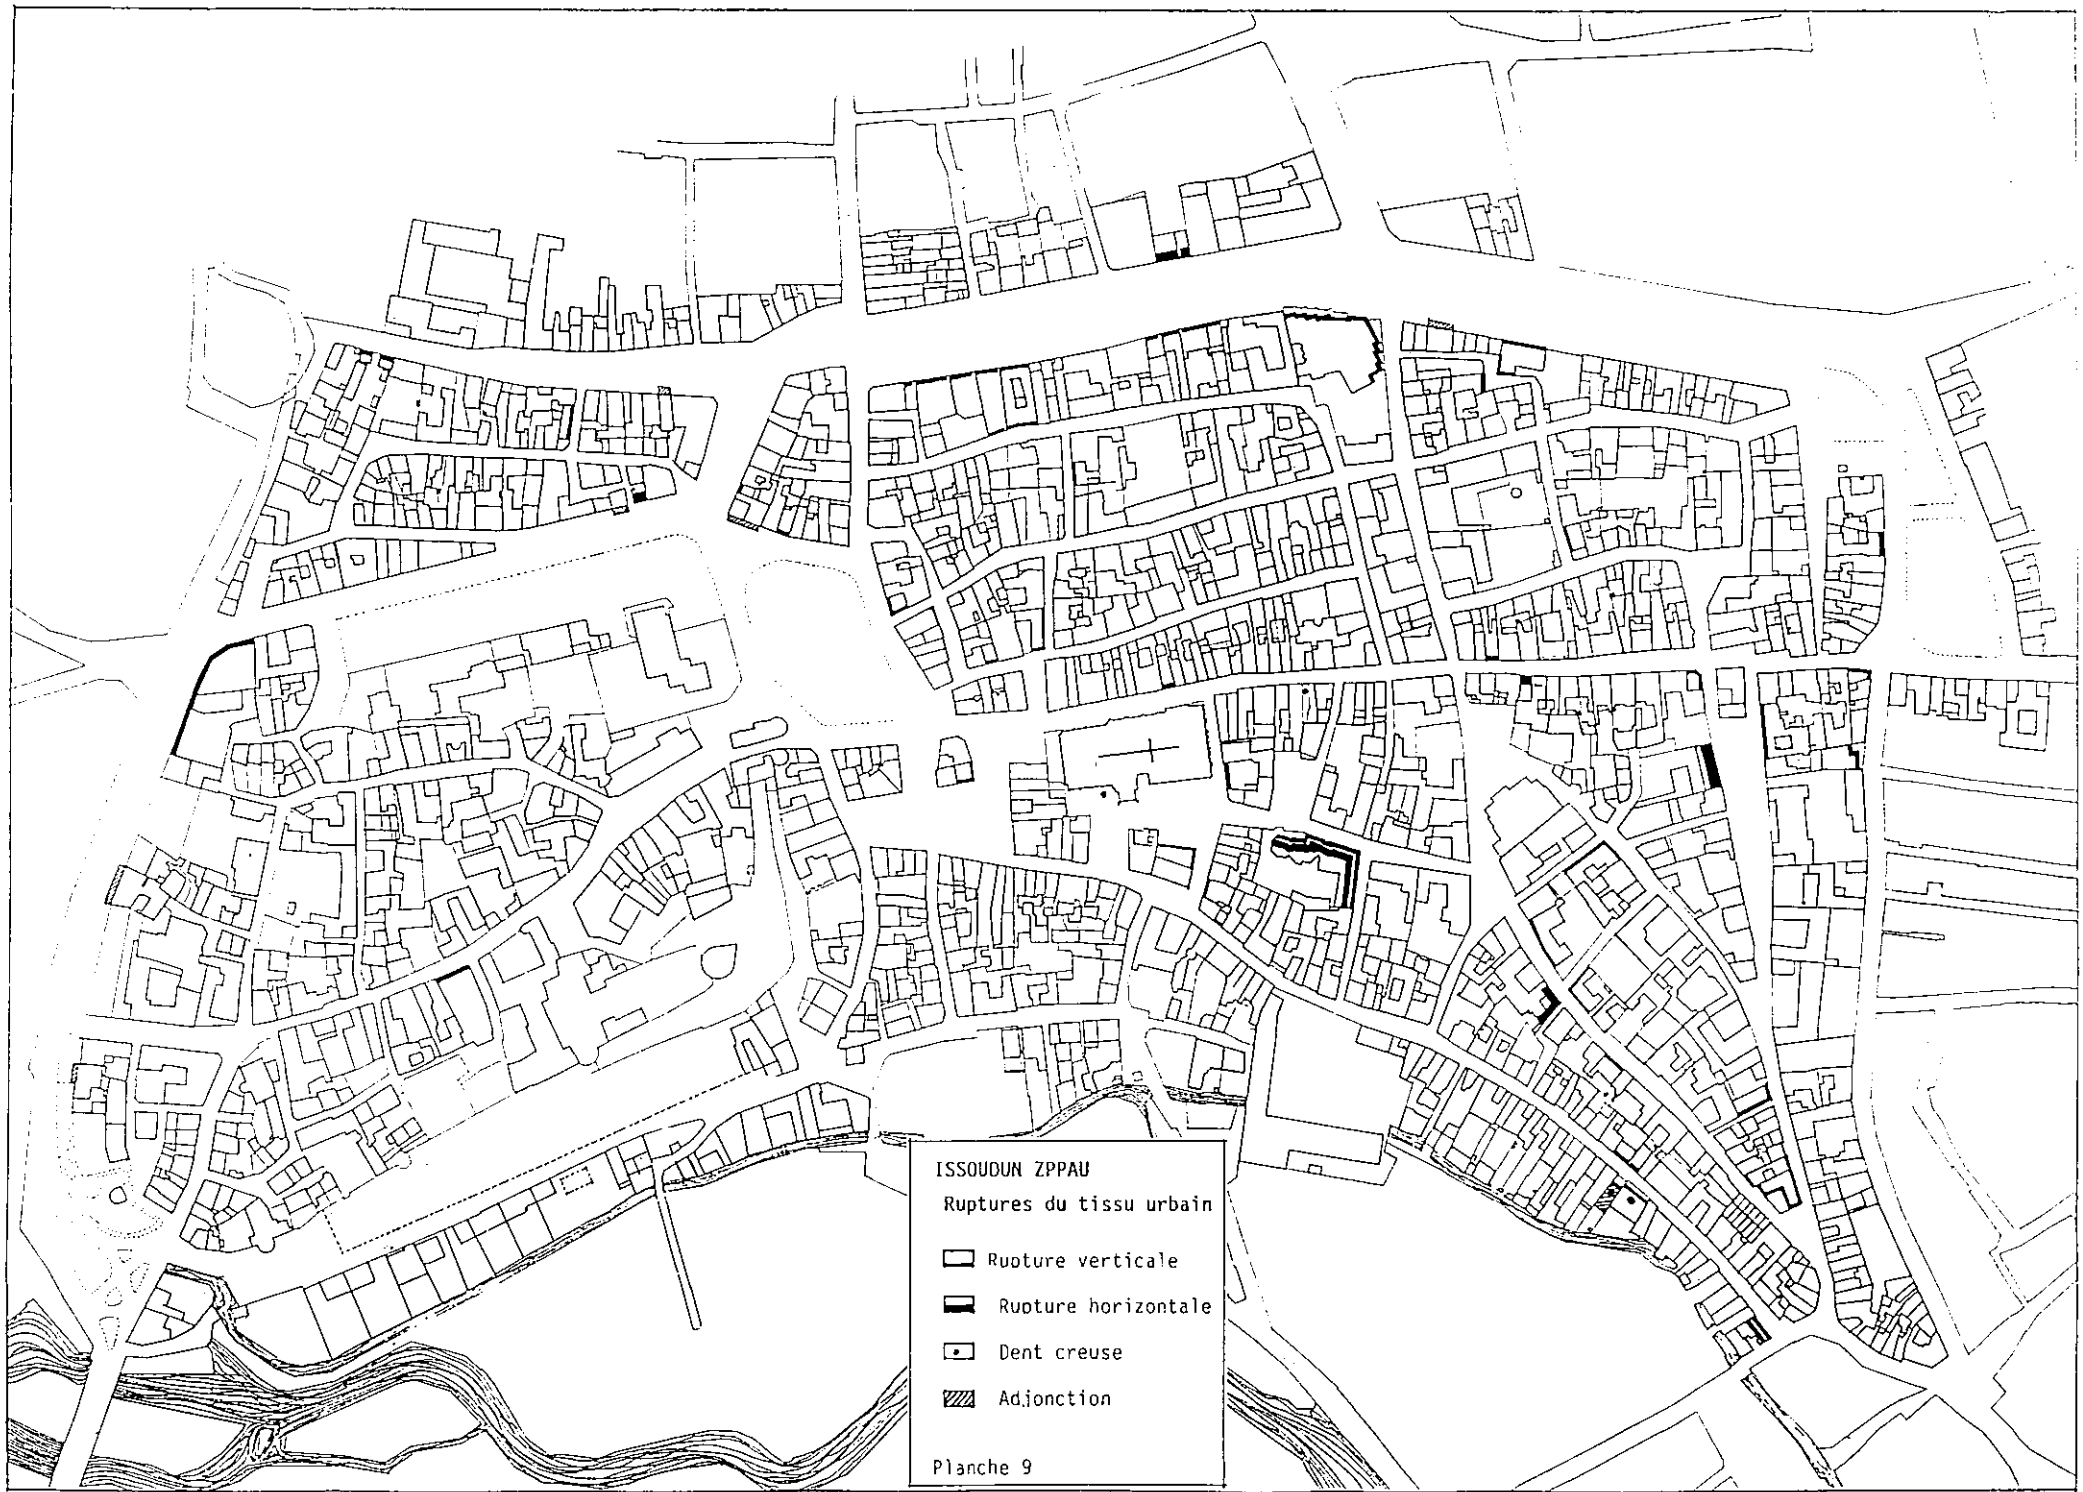 ISSOUDUN ZPPAU
Ruptures du tissu urbain
Rupture verticale
Rupture horizontale
Dent creuse
Adjonction
Planche 9